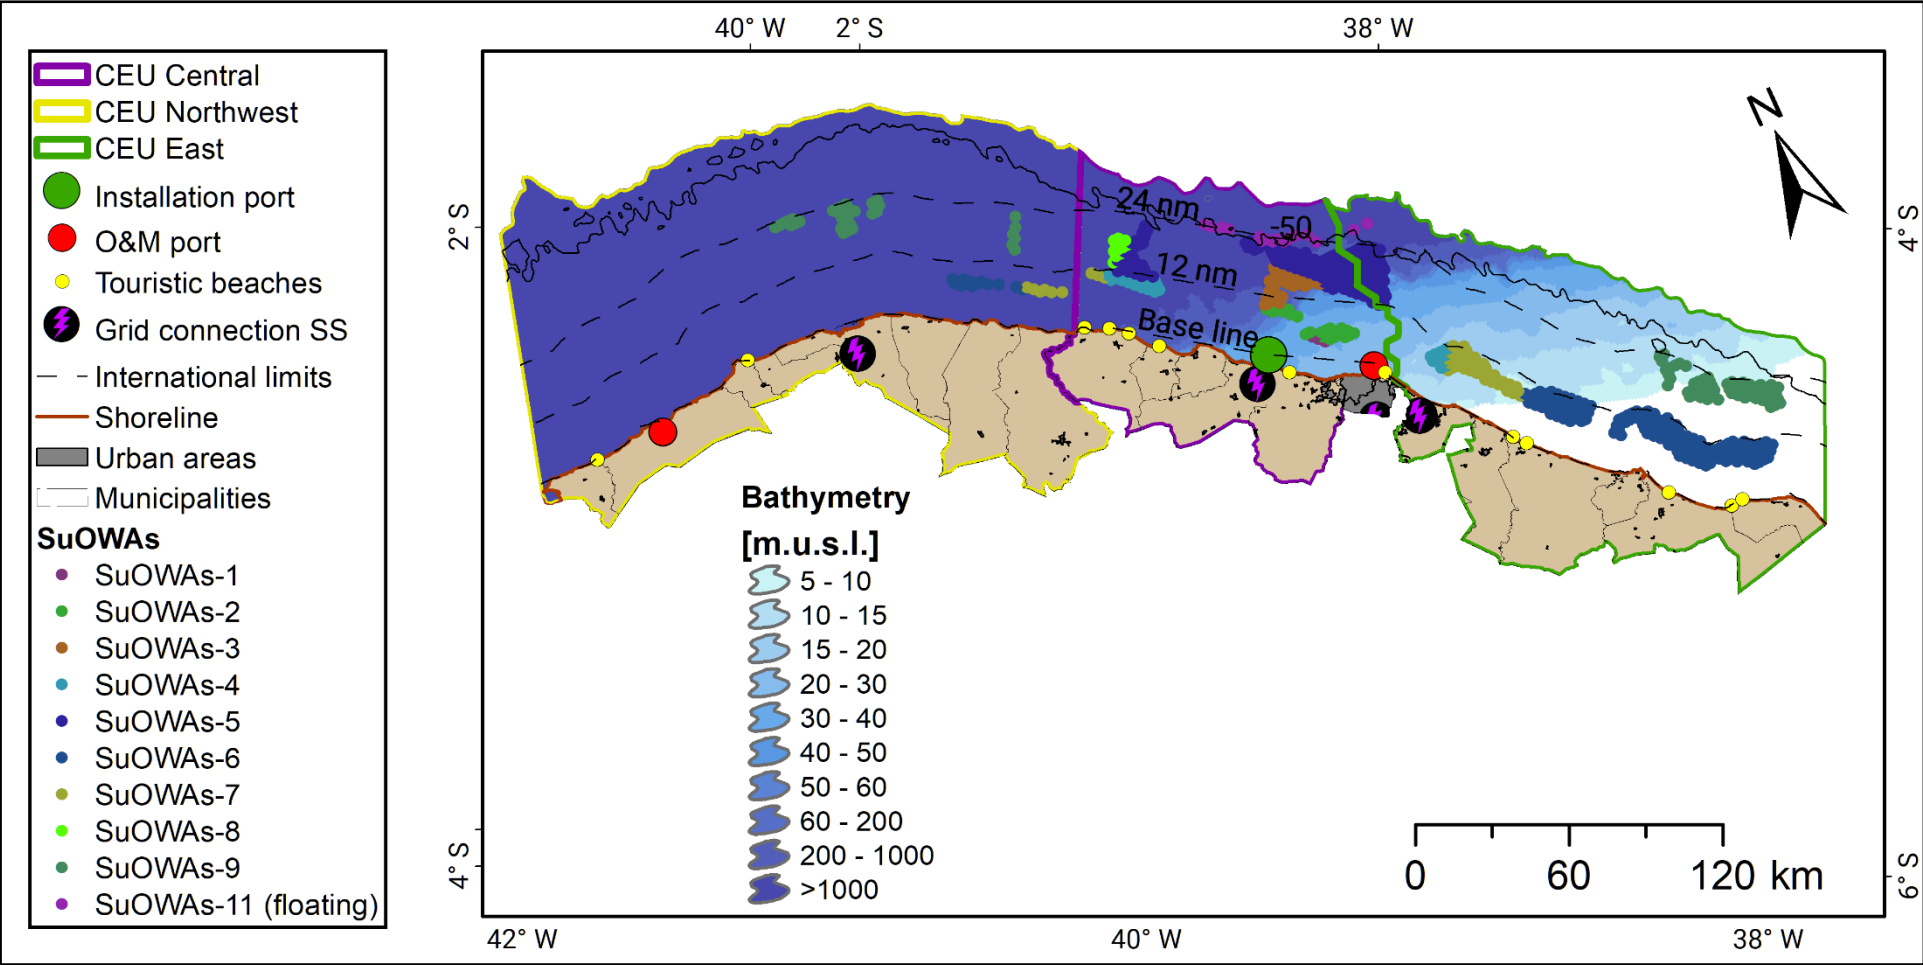 40° W
2° S
38° W
CEU Central
CEU Northwest
CEU East
Installation port
O&M port
Touristic beaches
Grid connection SS
International limits
Shoreline
Urban areas
Municipalities
SuOWAs
SuOWAs-1
SuOWAs-2
SuOWAs-3
SuOWAs-4
SuOWAs-5
SuOWAs-6
SuOWAs-7
SuOWAs-8
SuOWAs-9
SuOWAs-11 (floating)
2° S
4° S
N
24 nm
-50
12 nm
Base line
4° S
6° S
Bathymetry
[m.u.s.l.]
5 - 10
10 - 15
15 - 20
20 - 30
30 - 40
40 - 50
50 - 60
60 - 200
200 - 1000
>1000
0 60 120 km
42° W
40° W
38° W